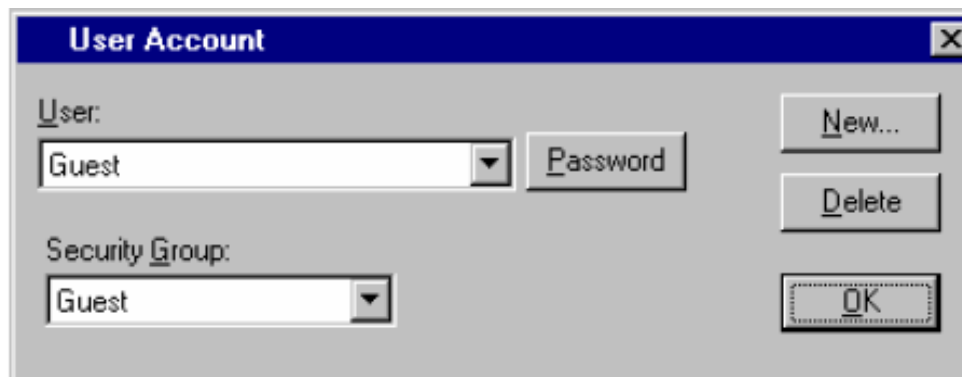 User Account
User:
Guest
Password
New...
Delete
Security Group:
Guest
OK